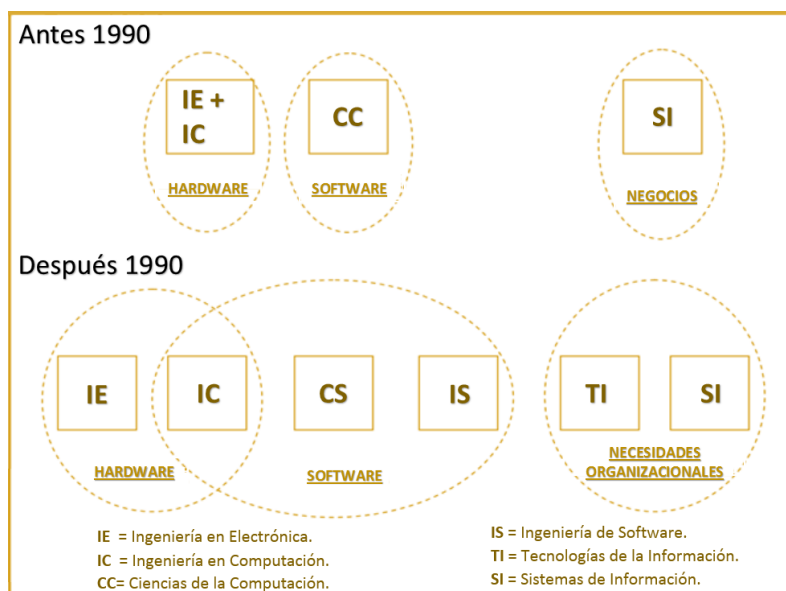 Antes 1990
IE +
IC
CC
SI
HARDWARE
SOFTWARE
NEGOCIOS
Después 1990
IE
IC
CS
IS
TI
SI
HARDWARE
SOFTWARE
NECESIDADES
ORGANIZACIONALES
IE = Ingeniería en Electrónica.
IC = Ingeniería en Computación.
CC= Ciencias de la Computación.
IS = Ingeniería de Software.
TI = Tecnologías de la Información.
SI = Sistemas de Información.